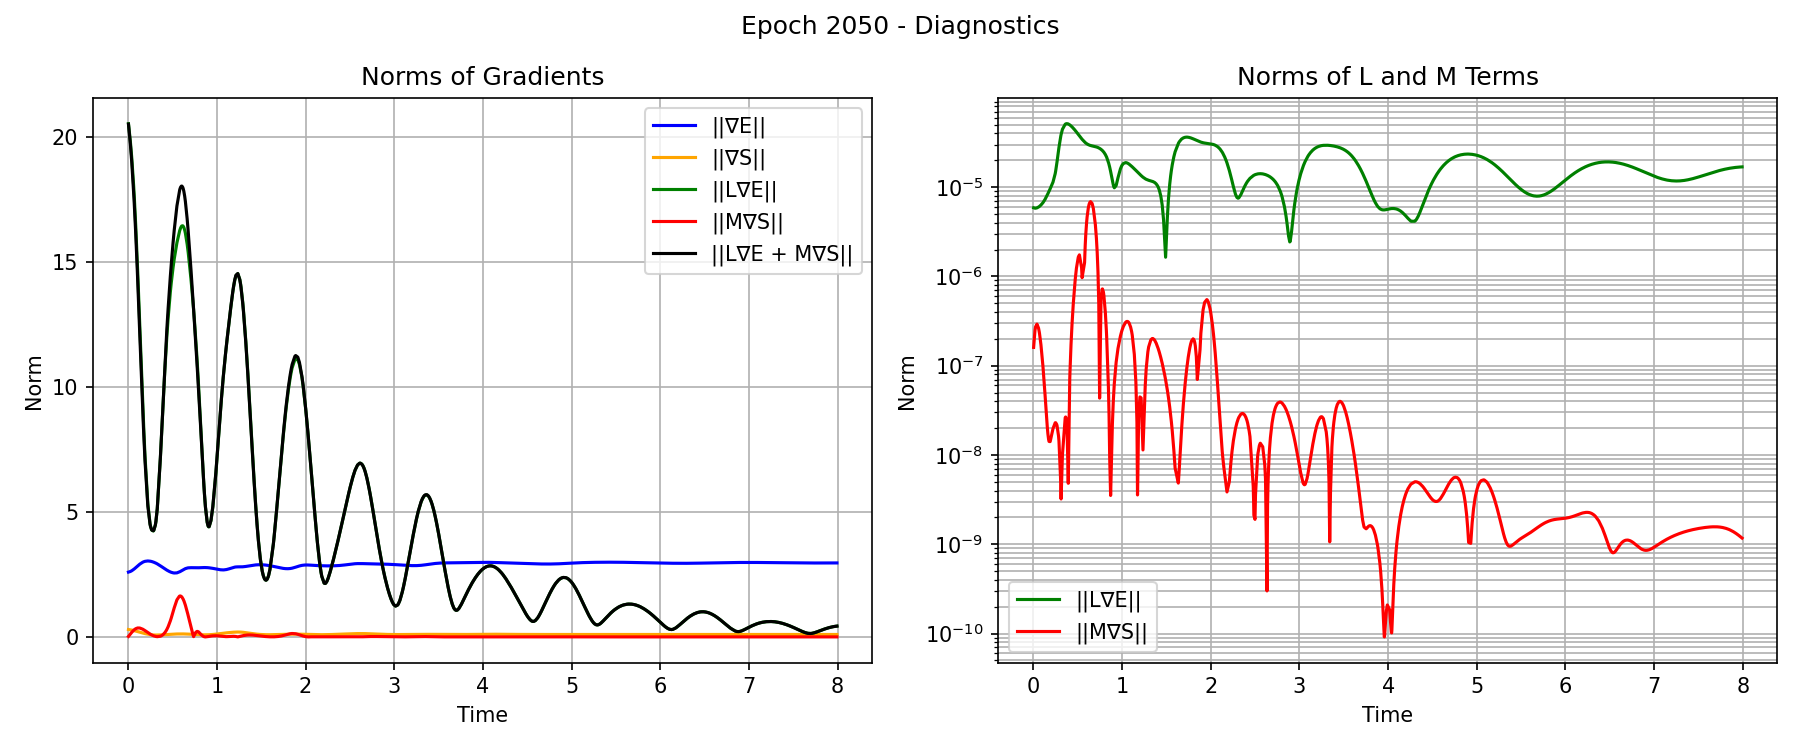 Epoch 2050 - Diagnostics
Norms of Gradients
20
15
10
5
0
Norm
0 1 2 3 4 5 6 7 8
Time
||∇E||
||∇S||
||L∇E||
||M∇S||
||L∇E + M∇S||
Norms of L and M Terms
10⁻⁵
10⁻⁶
10⁻⁷
10⁻⁸
10⁻⁹
10⁻¹⁰
Norm
0 1 2 3 4 5 6 7 8
Time
||L∇E||
||M∇S||